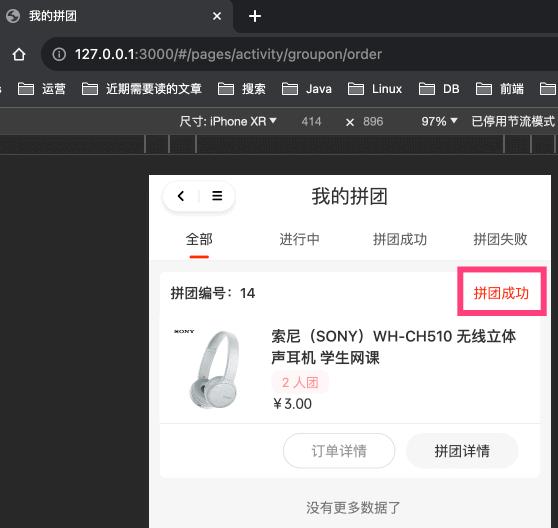 我的拼团
127.0.0.1:3000/#/pages/activity/groupon/order
运营 近期需要读的文章 搜索 Java Linux DB 前端
尺寸: iPhone XR 414 × 896 97% 已停用节流模式
我的拼团
全部 进行中 拼团成功 拼团失败
拼团编号：14 拼团成功
SONY
索尼（SONY）WH-CH510 无线立体
声耳机 学生网课
2 人团
¥3.00
订单详情 拼团详情
没有更多数据了